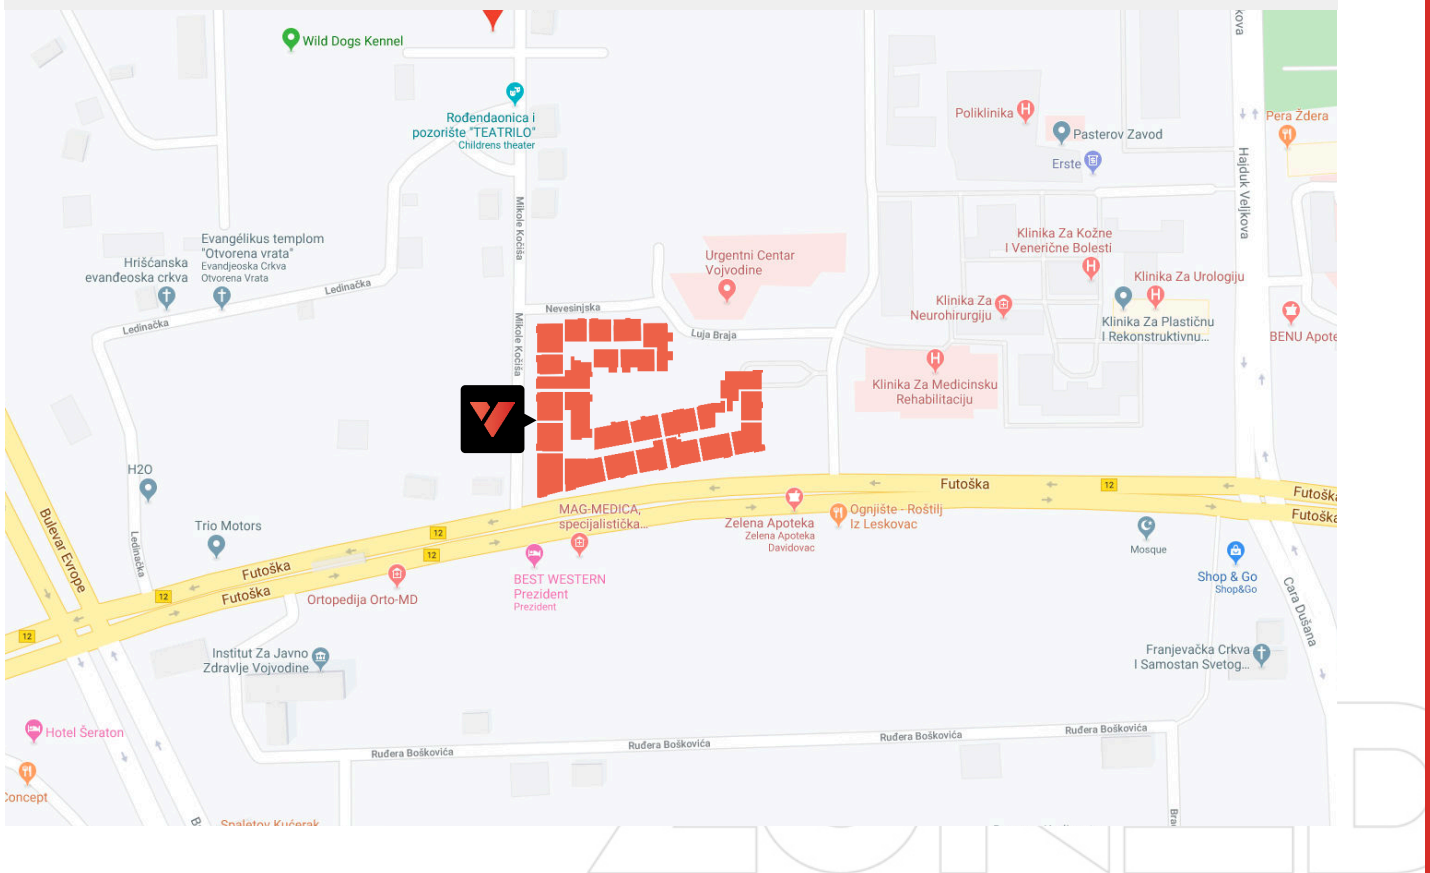 Wild Dogs Kennel
Rođendaonica i
pozorište "TEATRILO"
Childrens theater
Poliklinika
Pasterov Zavod
Erste
Pera Ždera
kova
Hajduk Veljkova
Mikole Kočiša
Evangélikus templom
"Otvorena vrata"
Evandjeoska Crkva
Otvorena Vrata
Hrišćanska
evanđeoska crkva
Ledinačka
Ledinačka
Urgentni Centar
Vojvodine
Klinika Za Kožne
I Venerične Bolesti
Klinika Za Urologiju
Klinika Za
Neurohirurgiju
Klinika Za Plastičnu
I Rekonstruktivnu...
BENU Apote
Nevesinjska
Luja Braja
Mikole Kočiša
Klinika Za Medicinsku
Rehabilitaciju
H2O
Trio Motors
Ledinačka
Bulevar Evrope
Futoška
12
Futošk
Futoška
MAG-MEDICA,
specijalistička...
Zelena Apoteka
Zelena Apoteka
Davidovac
Ognjište - Roštilj
Iz Leskovac
Mosque
12
12
Futoška
Futoška
12
12
BEST WESTERN
Prezident
Prezident
Ortopedija Orto-MD
Shop & Go
Shop&Go
Cara Dušana
Institut Za Javno
Zdravlje Vojvodine
Franjevačka Crkva
I Samostan Svetog...
Hotel Šeraton
Ruđera Boškovića
Ruđera Boškovića
Ruđera Boškovića
Ruđera Boškovića
Concept
Spaletov Kućerak